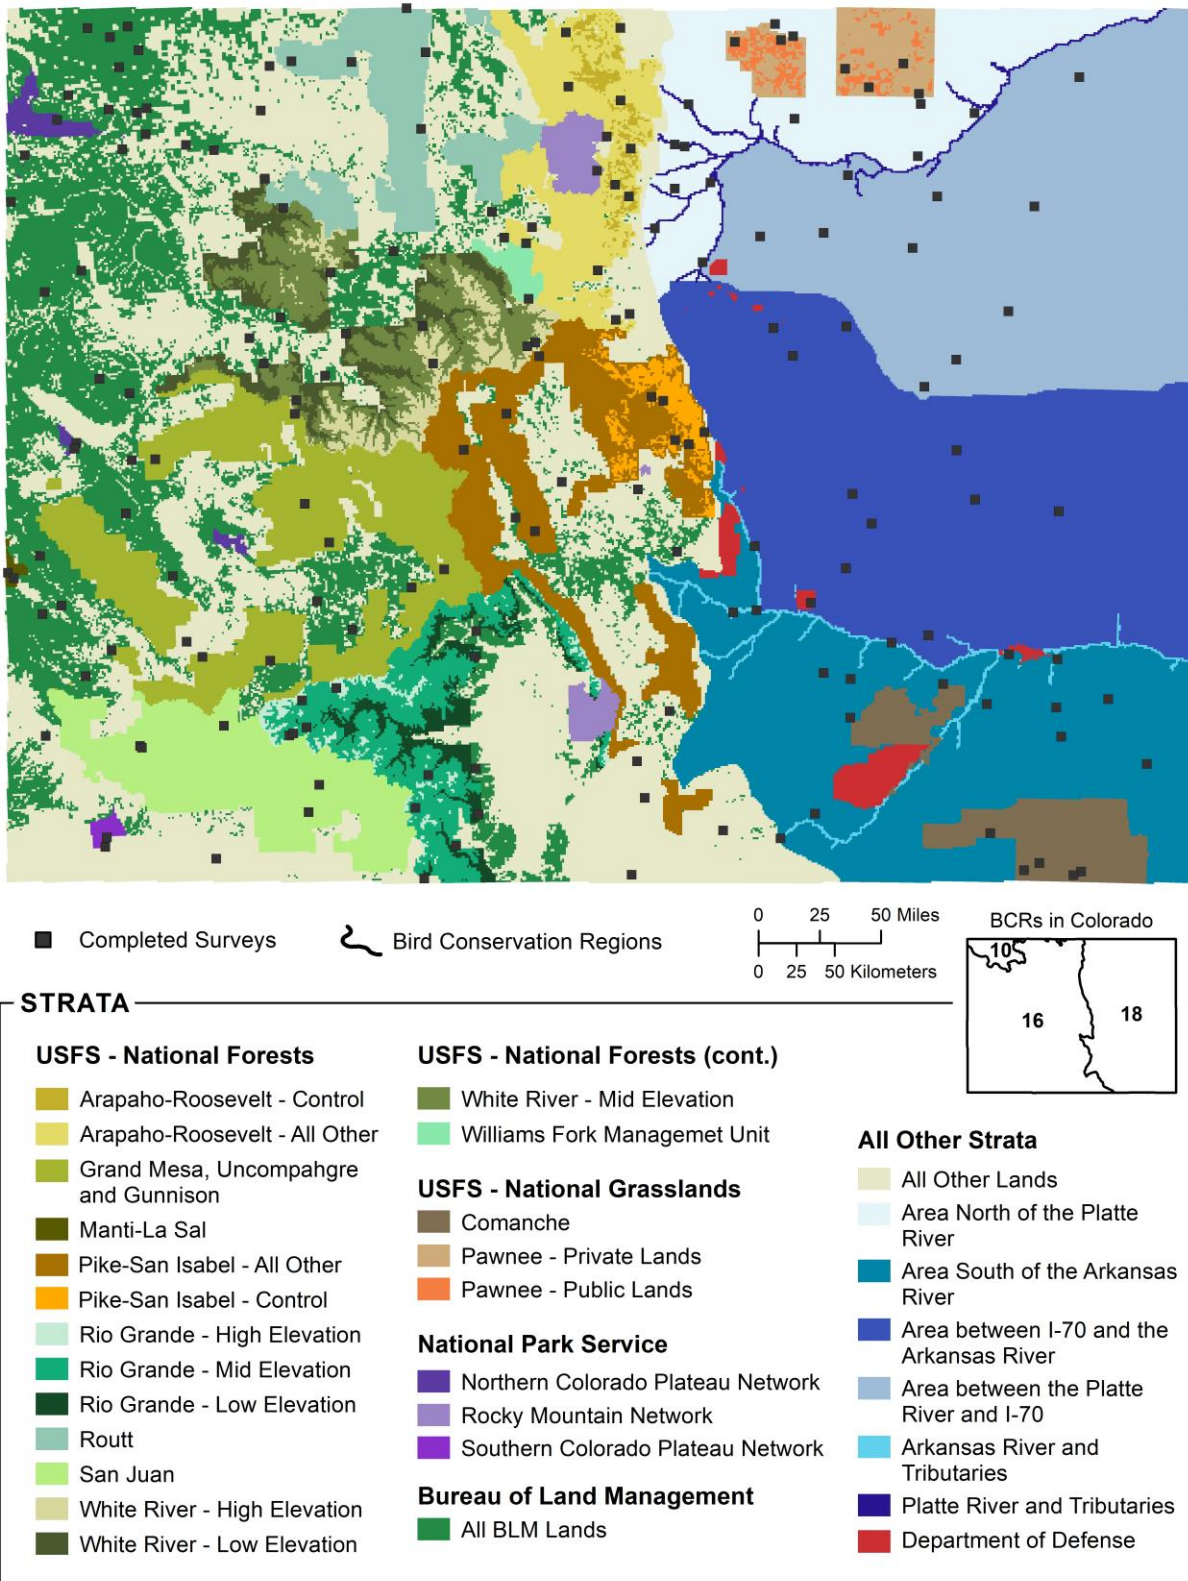 Completed Surveys
Bird Conservation Regions
0 25 50 Miles
0 25 50 Kilometers
BCRs in Colorado
10
16
18
STRATA
USFS - National Forests
Arapaho-Roosevelt - Control
Arapaho-Roosevelt - All Other
Grand Mesa, Uncompahgre
and Gunnison
Manti-La Sal
Pike-San Isabel - All Other
Pike-San Isabel - Control
Rio Grande - High Elevation
Rio Grande - Mid Elevation
Rio Grande - Low Elevation
Routt
San Juan
White River - High Elevation
White River - Low Elevation
USFS - National Forests (cont.)
White River - Mid Elevation
Williams Fork Managemet Unit
USFS - National Grasslands
Comanche
Pawnee - Private Lands
Pawnee - Public Lands
National Park Service
Northern Colorado Plateau Network
Rocky Mountain Network
Southern Colorado Plateau Network
Bureau of Land Management
All BLM Lands
All Other Strata
All Other Lands
Area North of the Platte
River
Area South of the Arkansas
River
Area between I-70 and the
Arkansas River
Area between the Platte
River and I-70
Arkansas River and
Tributaries
Platte River and Tributaries
Department of Defense